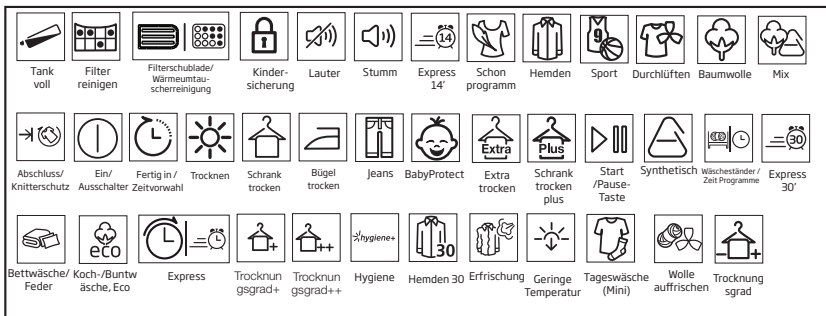 14
9
Tank voll
Filter reinigen
Filterschublade/ Wärmeumtau- scherreinigung
Kinder- sicherung
Lauter
Stumm
Express 14'
Schon programm
Hemden
Sport
Durchlüften
Baumwolle
Mix
Extra
Plus
30
Abschluss/ Knitterschutz
Ein/ Ausschalter
Fertig in / Zeitvorwahl
Trocknen
Schrank trocken
Bügel trocken
Jeans
BabyProtect
Extra trocken
Schrank trocken plus
Start /Pause- Taste
Synthetisch
Wäscheständer / Zeit Programme
Express 30'
eco
+
++
hygiene+
30
- +
Bettwäsche/ Feder
Koch-/Buntw äsche, Eco
Express
Trocknun gsgrad+
Trocknun gsgrad++
Hygiene
Hemden 30
Erfrischung
Geringe Temperatur
Tageswäsche (Mini)
Wolle auffrischen
Trocknung sgrad